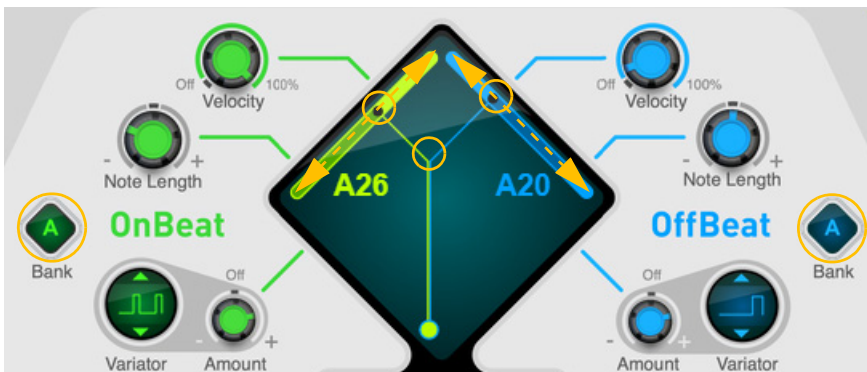 Off 100%
Velocity
- +
Note Length
A26
OnBeat
A
Bank
Off
- +
Variator Amount
Off 100%
Velocity
- +
Note Length
A20
OffBeat
A
Bank
Off
- +
Amount Variator